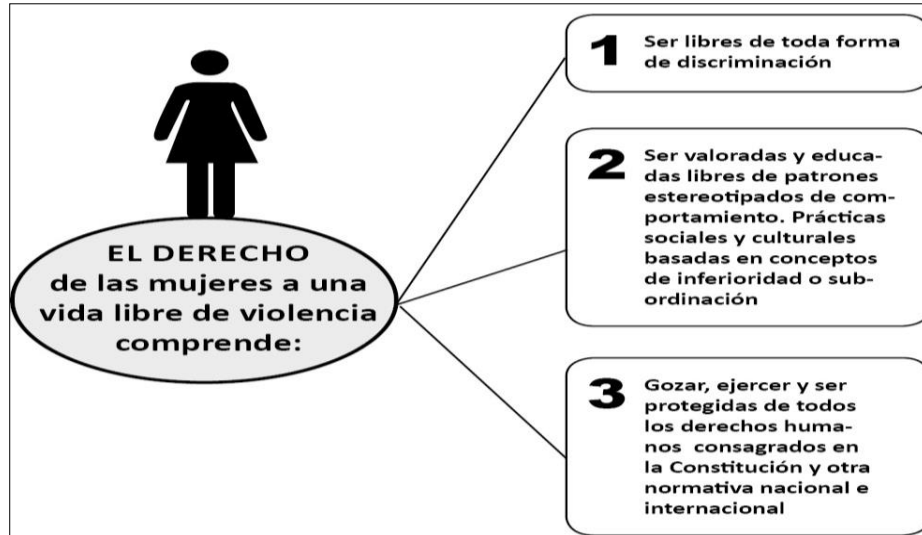 EL DERECHO
de las mujeres a una
vida libre de violencia
comprende:
1
Ser libres de toda forma
de discriminación
2
Ser valoradas y educa-
das libres de patrones
estereotipados de com-
portamiento. Prácticas
sociales y culturales
basadas en conceptos
de inferioridad o sub-
ordinación
3
Gozar, ejercer y ser
protegidas de todos
los derechos huma-
nos consagrados en
la Constitución y otra
normativa nacional e
internacional